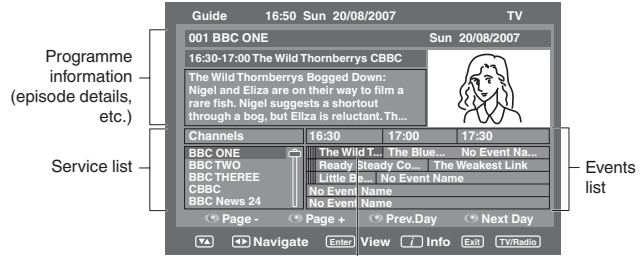 Guide 16:50 Sun 20/08/2007 TV
001 BBC ONE Sun 20/08/2007
16:30-17:00 The Wild Thornberrys CBBC
The Wild Thornberrys Bogged Down:
Nigel and Eliza are on their way to film a
rare fish. Nigel suggests a shortout
through a bog, but Ellza is reluctant. Th...
Programme
information
(episode details,
etc.)
Channels 16:30 17:00 17:30
BBC ONE The Wild T... The Blue... No Event Na...
BBC TWO Ready Steady Co... The Weakest Link
BBC THEREE Little Be... No Event Name
CBBC No Event Name
BBC News 24 No Event Name
Service list
Events
list
Page - Page + Prev.Day Next Day
Navigate Enter View i Info Exit TV/Radio